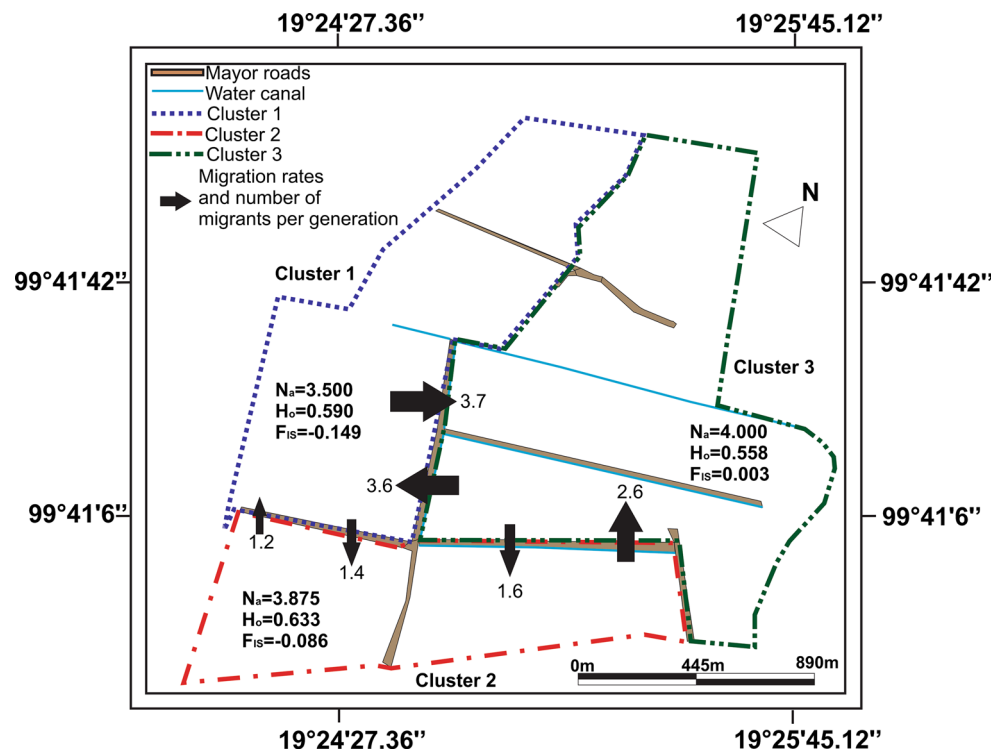 19°24'27.36'' 19°25'45.12''
Mayor roads
Water canal
Cluster 1
Cluster 2
Cluster 3
Migration rates
and number of
migrants per generation
N
Cluster 1
99°41'42'' 99°41'42''
Cluster 3
Na=3.500
Ho=0.590
FIS=-0.149
3.7
Na=4.000
Ho=0.558
FIS=0.003
3.6
2.6
99°41'6'' 99°41'6''
1.2
1.4
1.6
Na=3.875
Ho=0.633
FIS=-0.086
Cluster 2
0m 445m 890m
19°24'27.36'' 19°25'45.12''